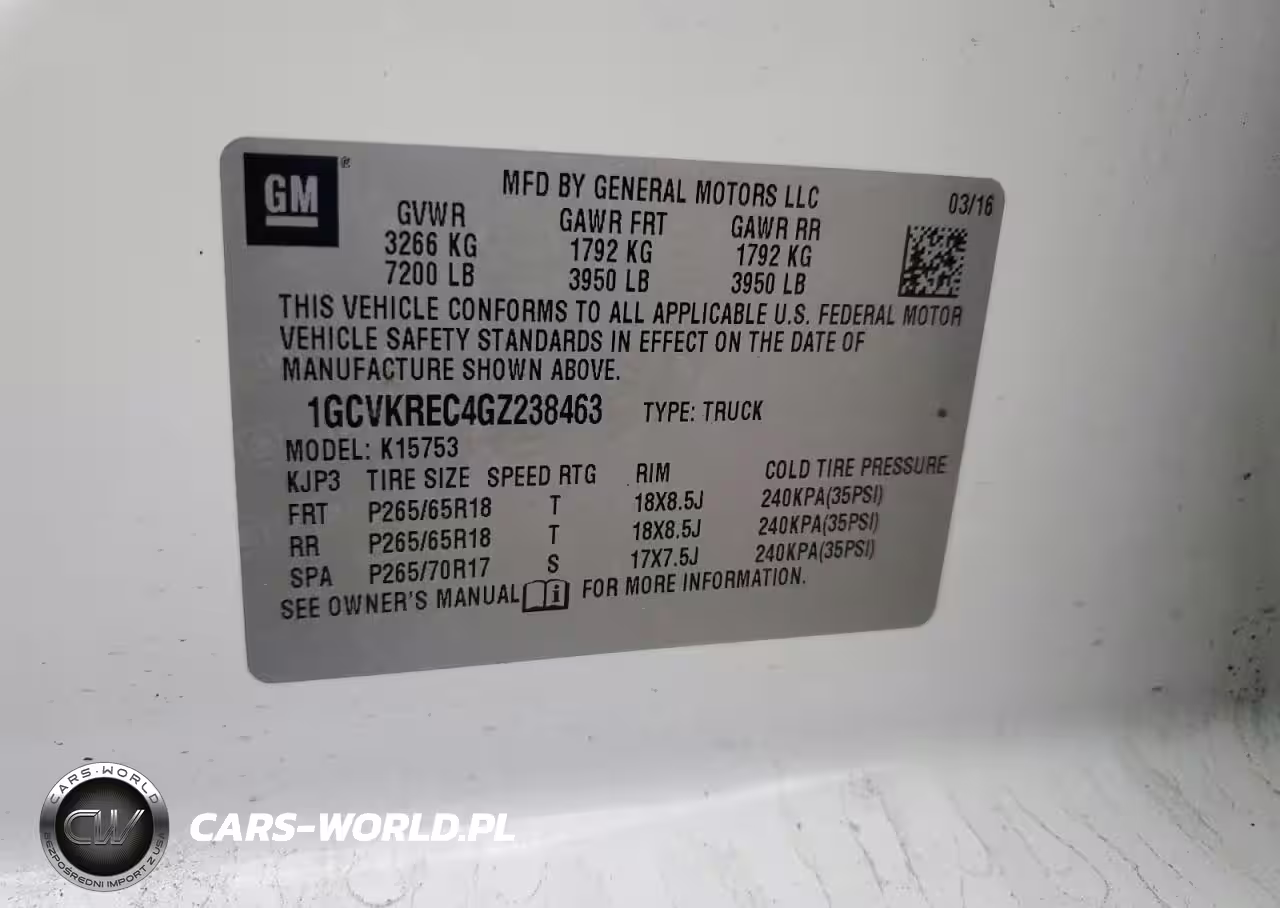 GM ®
MFD BY GENERAL MOTORS LLC
03/16
GVWR GAWR FRT GAWR RR
3266 KG 1792 KG 1792 KG
7200 LB 3950 LB 3950 LB
THIS VEHICLE CONFORMS TO ALL APPLICABLE U.S. FEDERAL MOTOR
VEHICLE SAFETY STANDARDS IN EFFECT ON THE DATE OF
MANUFACTURE SHOWN ABOVE.
1GCVKREC4GZ238463 TYPE: TRUCK
MODEL: K15753
KJP3 TIRE SIZE SPEED RTG RIM COLD TIRE PRESSURE
FRT P265/65R18 T 18X8.5J 240KPA(35PSI)
RR P265/65R18 T 18X8.5J 240KPA(35PSI)
SPA P265/70R17 S 17X7.5J 240KPA(35PSI)
SEE OWNER'S MANUAL i FOR MORE INFORMATION.
CARS-WORLD
CW
BEZPOŚREDNI IMPORT Z USA
CARS-WORLD.PL